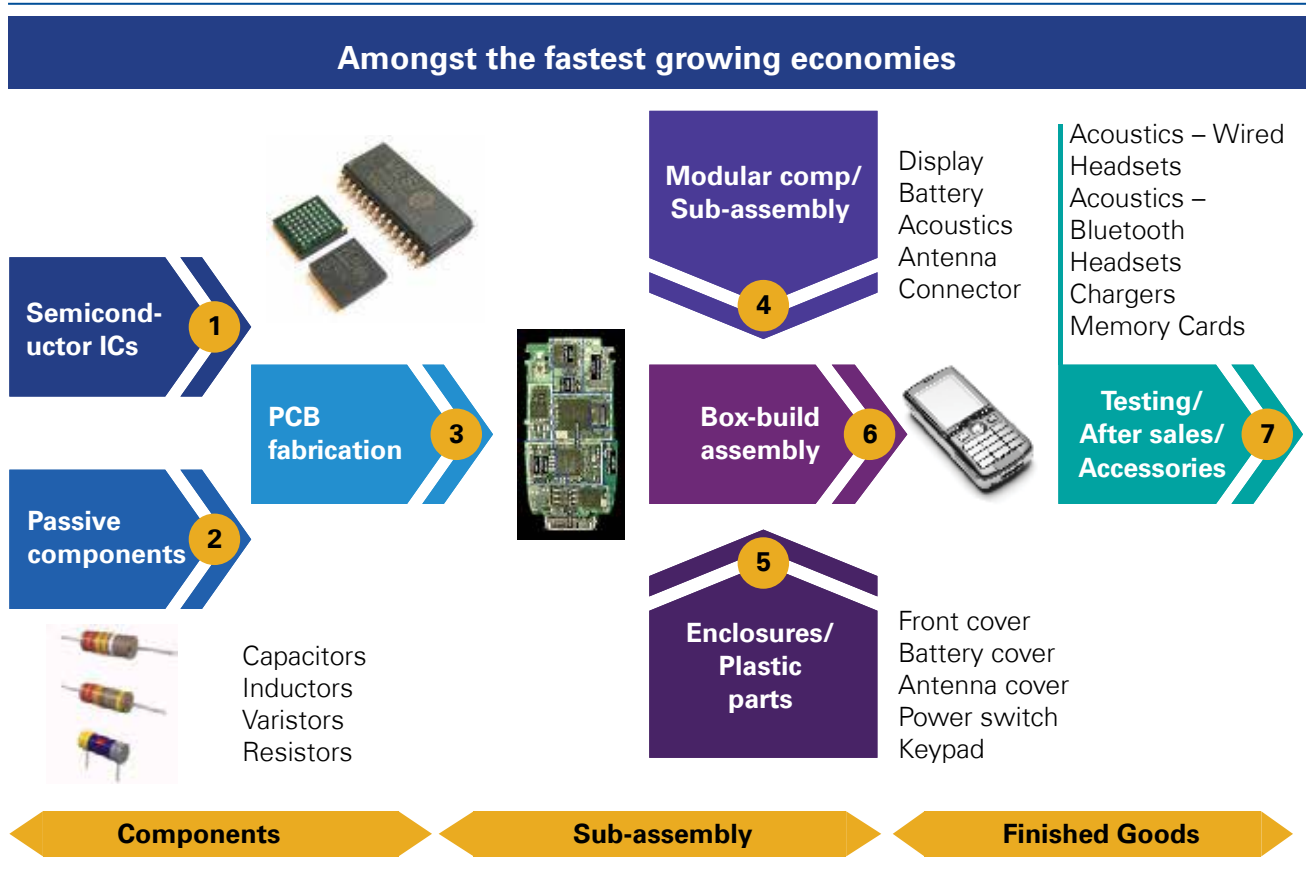 Amongst the fastest growing economies
Semicond-
uctor ICs
1
Passive
components
2
Capacitors
Inductors
Varistors
Resistors
PCB
fabrication
3
Modular comp/
Sub-assembly
4
Display
Battery
Acoustics
Antenna
Connector
Enclosures/
Plastic
parts
5
Front cover
Battery cover
Antenna cover
Power switch
Keypad
Box-build
assembly
6
Acoustics – Wired
Headsets
Acoustics –
Bluetooth
Headsets
Chargers
Memory Cards
Testing/
After sales/
Accessories
7
Components
Sub-assembly
Finished Goods